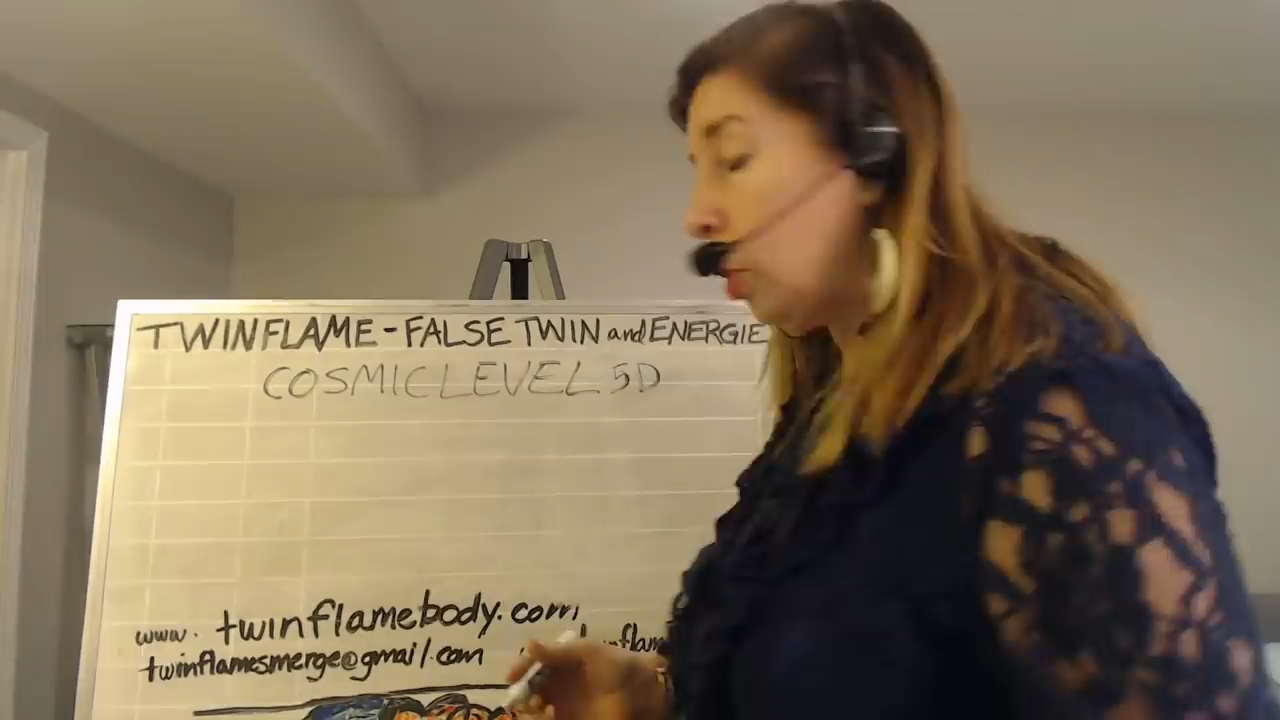 TWINFLAME - FALSE TWIN and ENERGIE
COSMIC LEVEL 5D
www. twinflamebody.com
twinflamesmerge@gmail.com